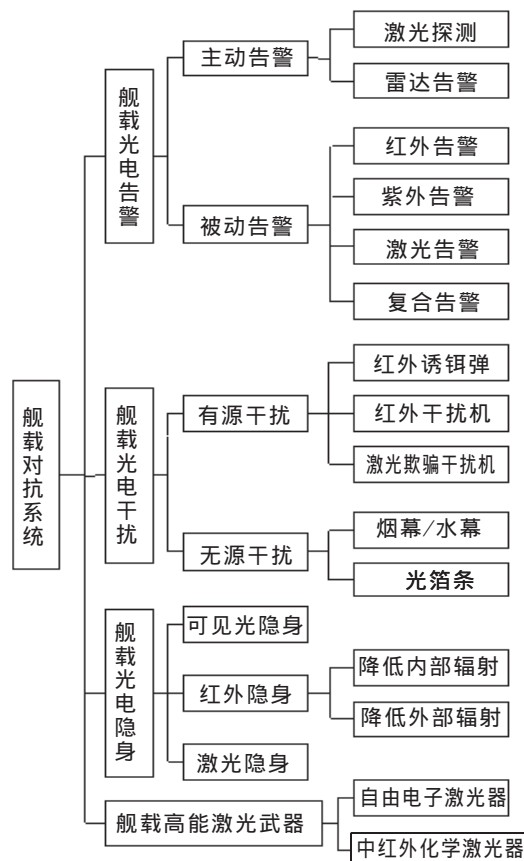 舰载对抗系统
舰载光电告警
主动告警
激光探测
雷达告警
被动告警
红外告警
紫外告警
激光告警
复合告警
舰载光电干扰
有源干扰
红外诱饵弹
红外干扰机
激光欺骗干扰机
无源干扰
烟幕/水幕
光箔条
舰载光电隐身
可见光隐身
红外隐身
降低内部辐射
降低外部辐射
激光隐身
舰载高能激光武器
自由电子激光器
中红外化学激光器